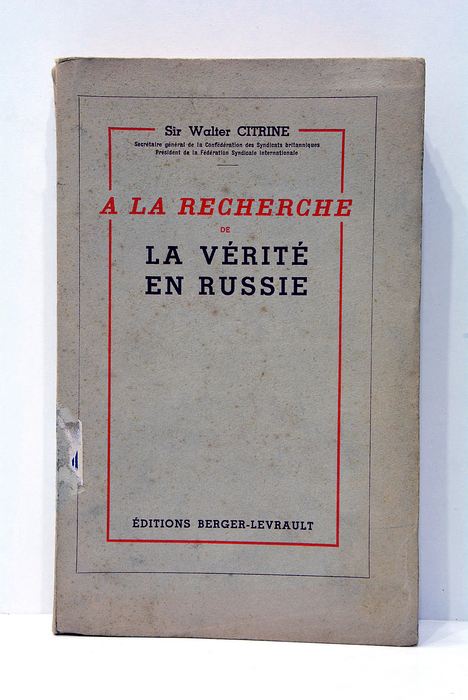 Sir Walter CITRINE
Secrétaire général de la Confédération des Syndicats britanniques
Président de la Fédération Syndicale Internationale
A LA RECHERCHE
DE
LA VÉRITÉ
EN RUSSIE
ÉDITIONS BERGER-LEVRAULT